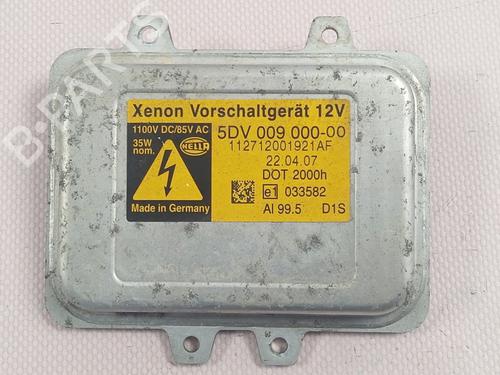 B-PARTS
Xenon Vorschaltgerät 12V
1100V DC/85V AC
35W
nom.
HELLA
5DV 009 000-00
112712001921AF
22.04.07
DOT 2000h
e1 033582
Made in Germany
Al 99.5 D1S